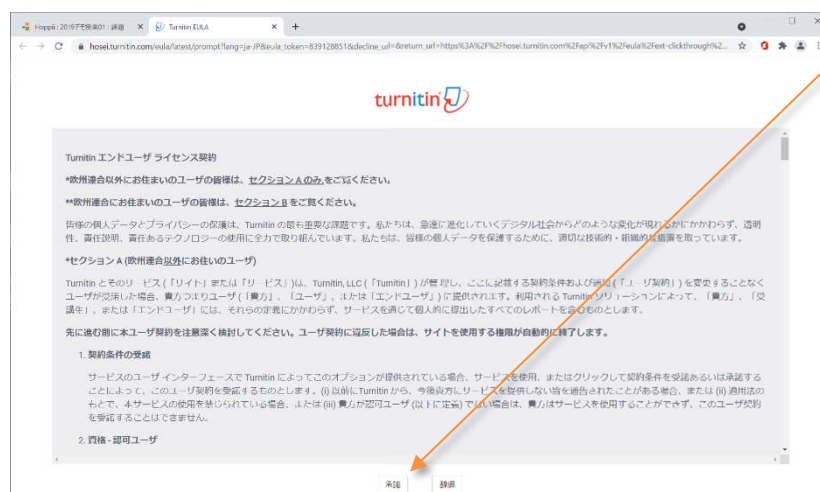 Hoppii : 20197モ授業01 : 課題
Turnitin EULA
hosei.turnitin.com/eula/latest/prompt?lang=ja-JP&eula_token=839128851&decline_url=&return_url=https%3A%2F%2Fhosei.turnitin.com%2Fapi%2Fv1%2Feula%2Fext-clickthrough%2...
turnitin
Turnitin エンドユーザ ライセンス契約
*欧州連合以外にお住まいのユーザの皆様は、セクション A のみ.をご覧ください。
**欧州連合にお住まいのユーザの皆様は、セクション B をご覧ください。
皆様の個人データとプライバシーの保護は、Turnitin の最も重要な課題です。私たちは、急速に進化していくデジタル社会からどのような変化が現れるかにかかわらず、透明
性、責任説明、責任あるテクノロジーの使用に全力で取り組んでいます。私たちは、皆様の個人データを保護するために、適切な技術的・組織的な措置を取っています。
*セクション A (欧州連合以外にお住いのユーザ)
Turnitin とそのサービス (「サイト」または「サービス」)は、Turnitin, LLC (「Turnitin」) が管理し、ここに記載する契約条件および通知 (「ユーザ契約」) を変更することなく
ユーザが受諾した場合、貴方つまりユーザ (「貴方」、「ユーザ」、または「エンドユーザ」) に提供されます。利用される Turnitin ソリューションによって、「貴方」、「受
講生」、または「エンドユーザ」には、それらの定義にかかわらず、サービスを通じて個人的に提出したすべてのレポートを含むものとします。
先に進む前に本ユーザ契約を注意深く検討してください。ユーザ契約に違反した場合は、サイトを使用する権限が自動的に終了します。
1. 契約条件の受諾
サービスのユーザ インターフェースで Turnitin によってこのオプションが提供されている場合、サービスを使用、またはクリックして契約条件を受諾あるいは承諾する
ことによって、このユーザ契約を受諾するものとします。(i) 以前に Turnitin から、今後貴方にサービスを提供しない旨を通告されたことがある場合、または (ii) 適用法の
もとで、本サービスの使用を禁じられている場合、または (iii) 貴方が認可ユーザ (以下に定義) でない場合は、貴方はサービスを使用することができず、このユーザ契約
を受諾することはできません。
2. 資格 - 認可ユーザ
承諾
辞退